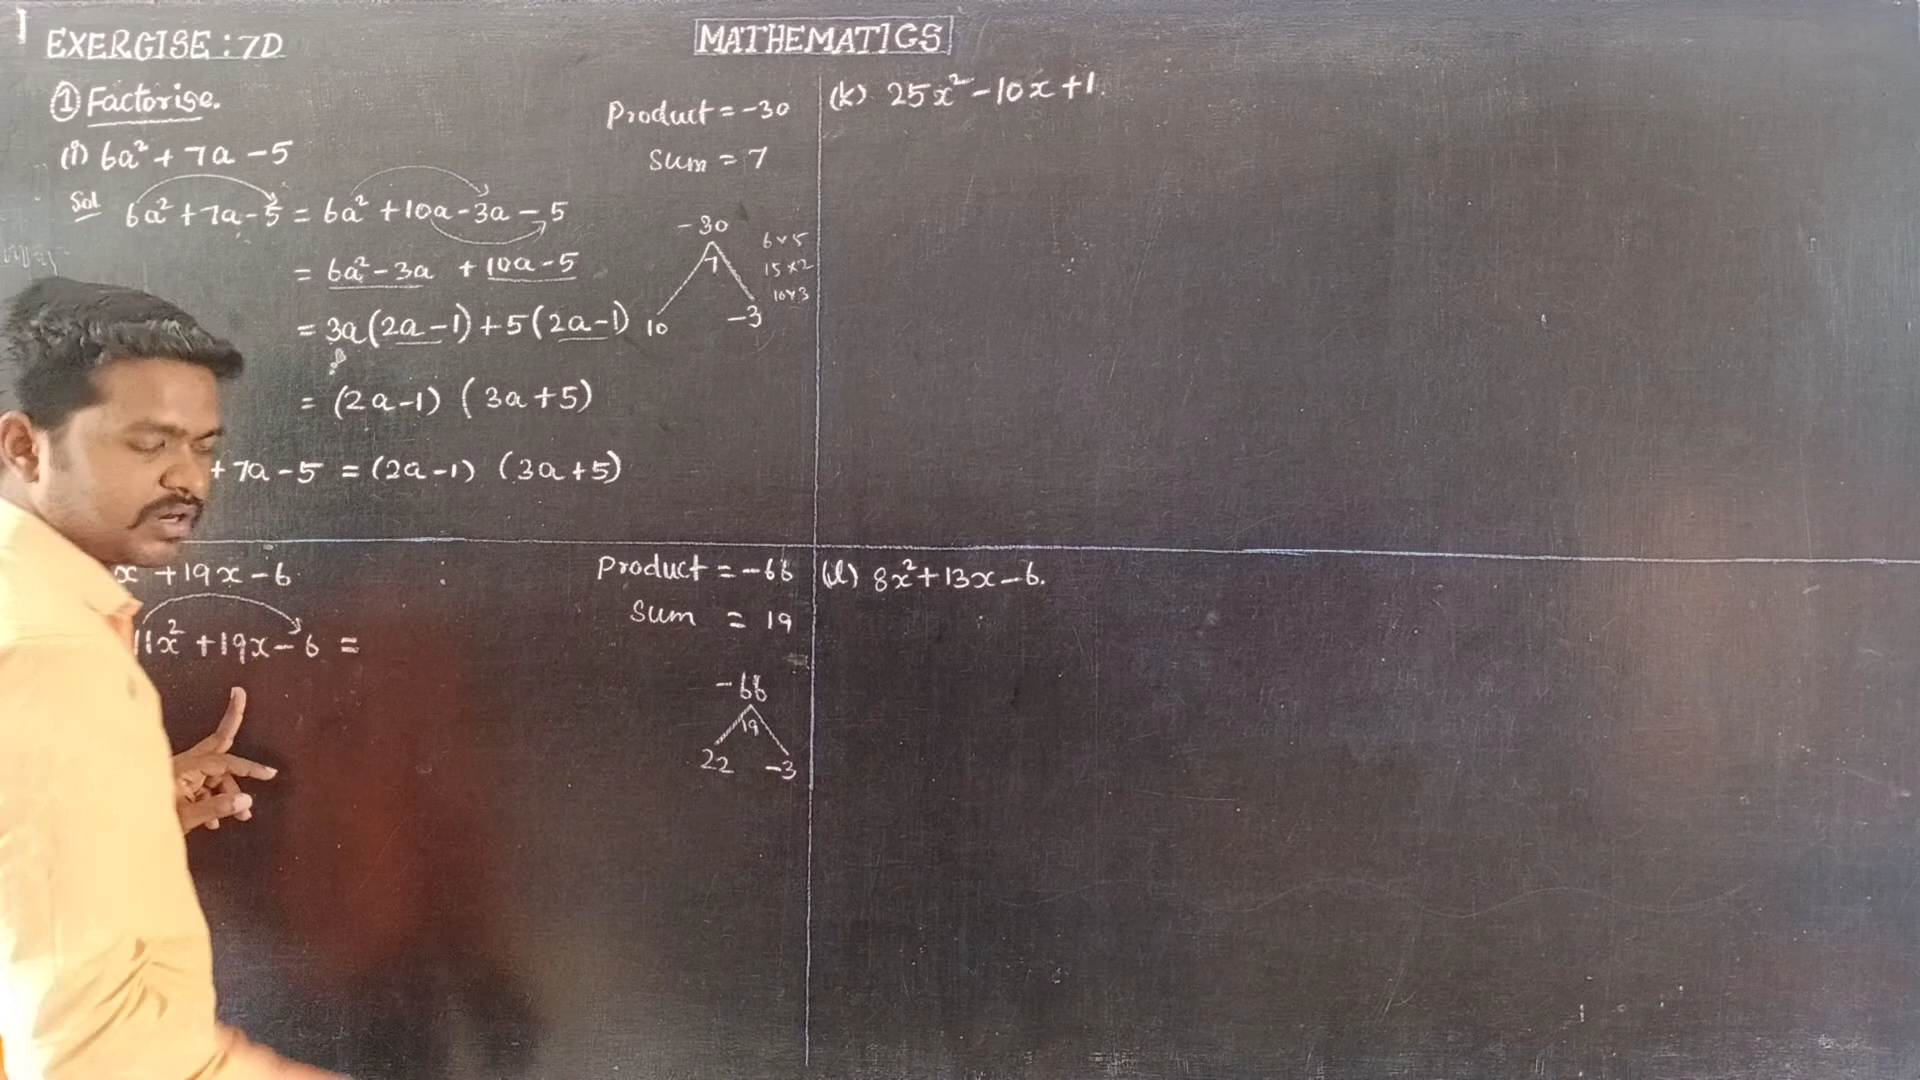 EXERCISE : 7D
MATHEMATICS
① Factorise.
(i) 6a² + 7a - 5
Product = -30
Sum = 7
Sol 6a² + 7a - 5 = 6a² + 10a - 3a - 5
= 6a² - 3a + 10a - 5
= 3a(2a - 1) + 5(2a - 1)
= (2a - 1) (3a + 5)
+ 7a - 5 = (2a - 1) (3a + 5)
-30
7
10 -3
6 x 5
15 x 2
10 x 3
x + 19x - 6
11x² + 19x - 6 =
Product = -66
Sum = 19
-66
19
22 -3
(k) 25x² - 10x + 1.
(l) 8x² + 13x - 6.